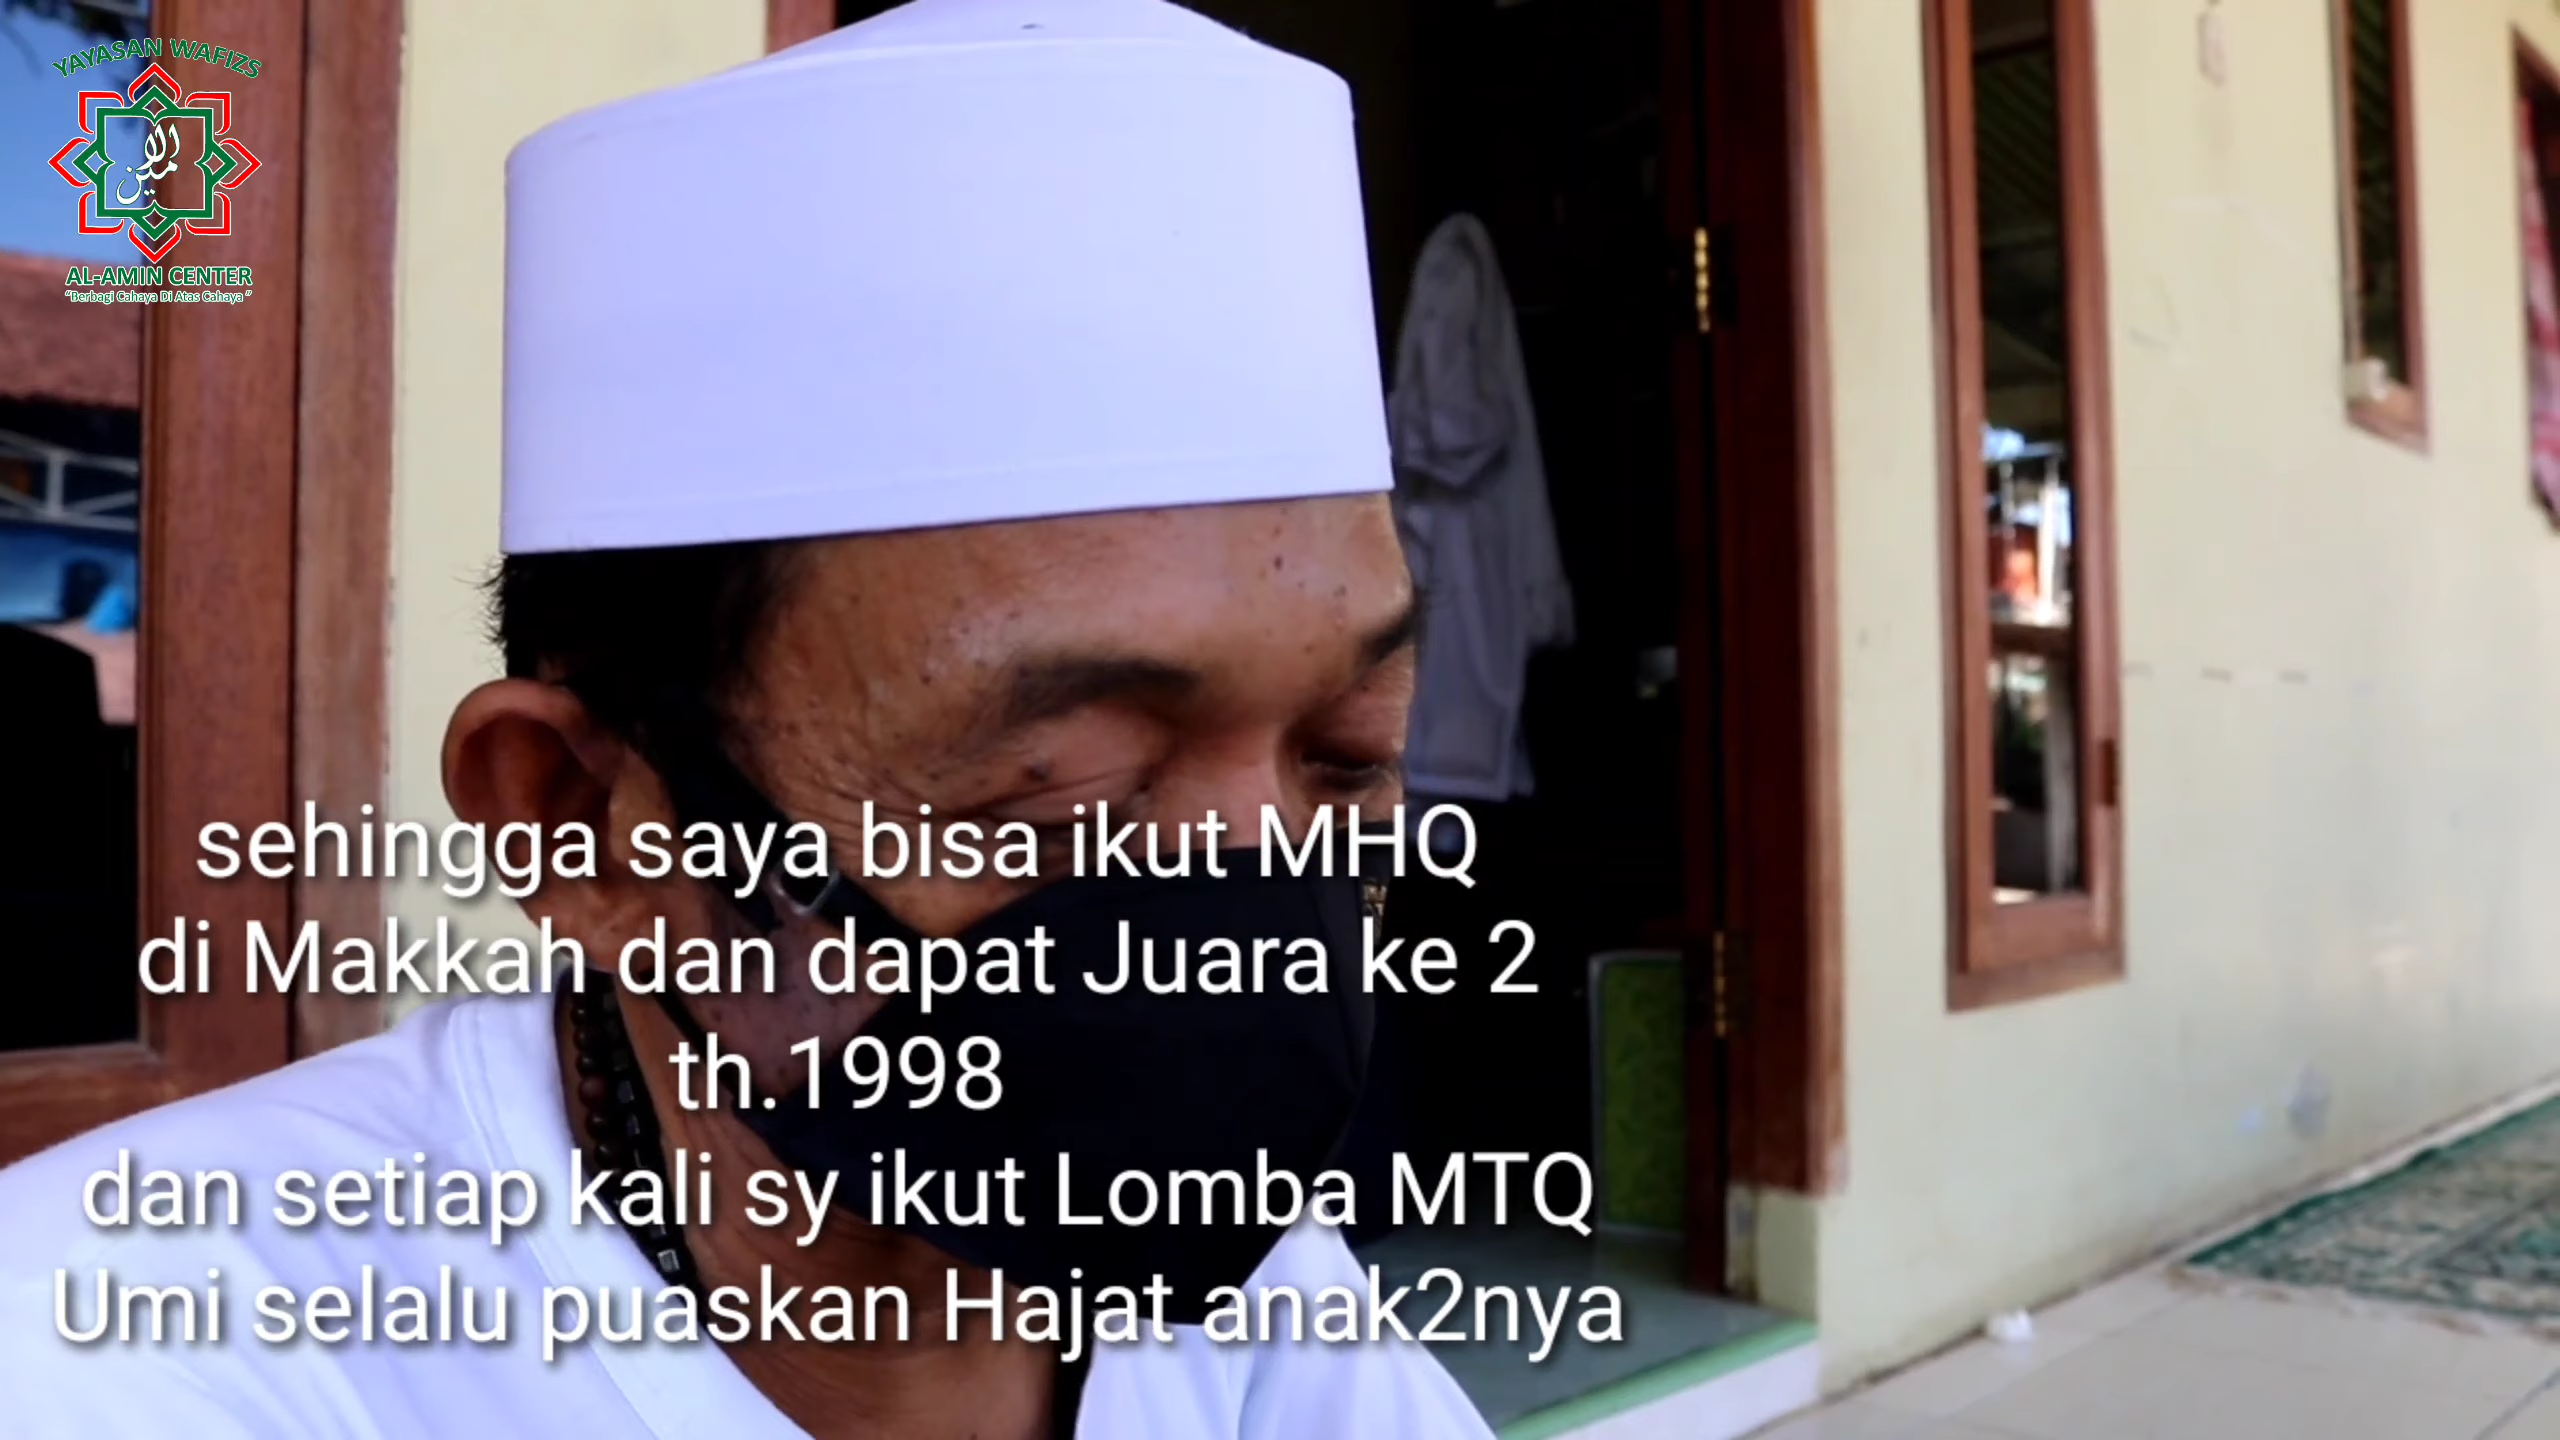 YAYASAN WAFIZS
الامين
AL-AMIN CENTER
"Berbagi Cahaya Di Atas Cahaya"
sehingga saya bisa ikut MHQ
di Makkah dan dapat Juara ke 2
th.1998
dan setiap kali sy ikut Lomba MTQ
Umi selalu puaskan Hajat anak2nya